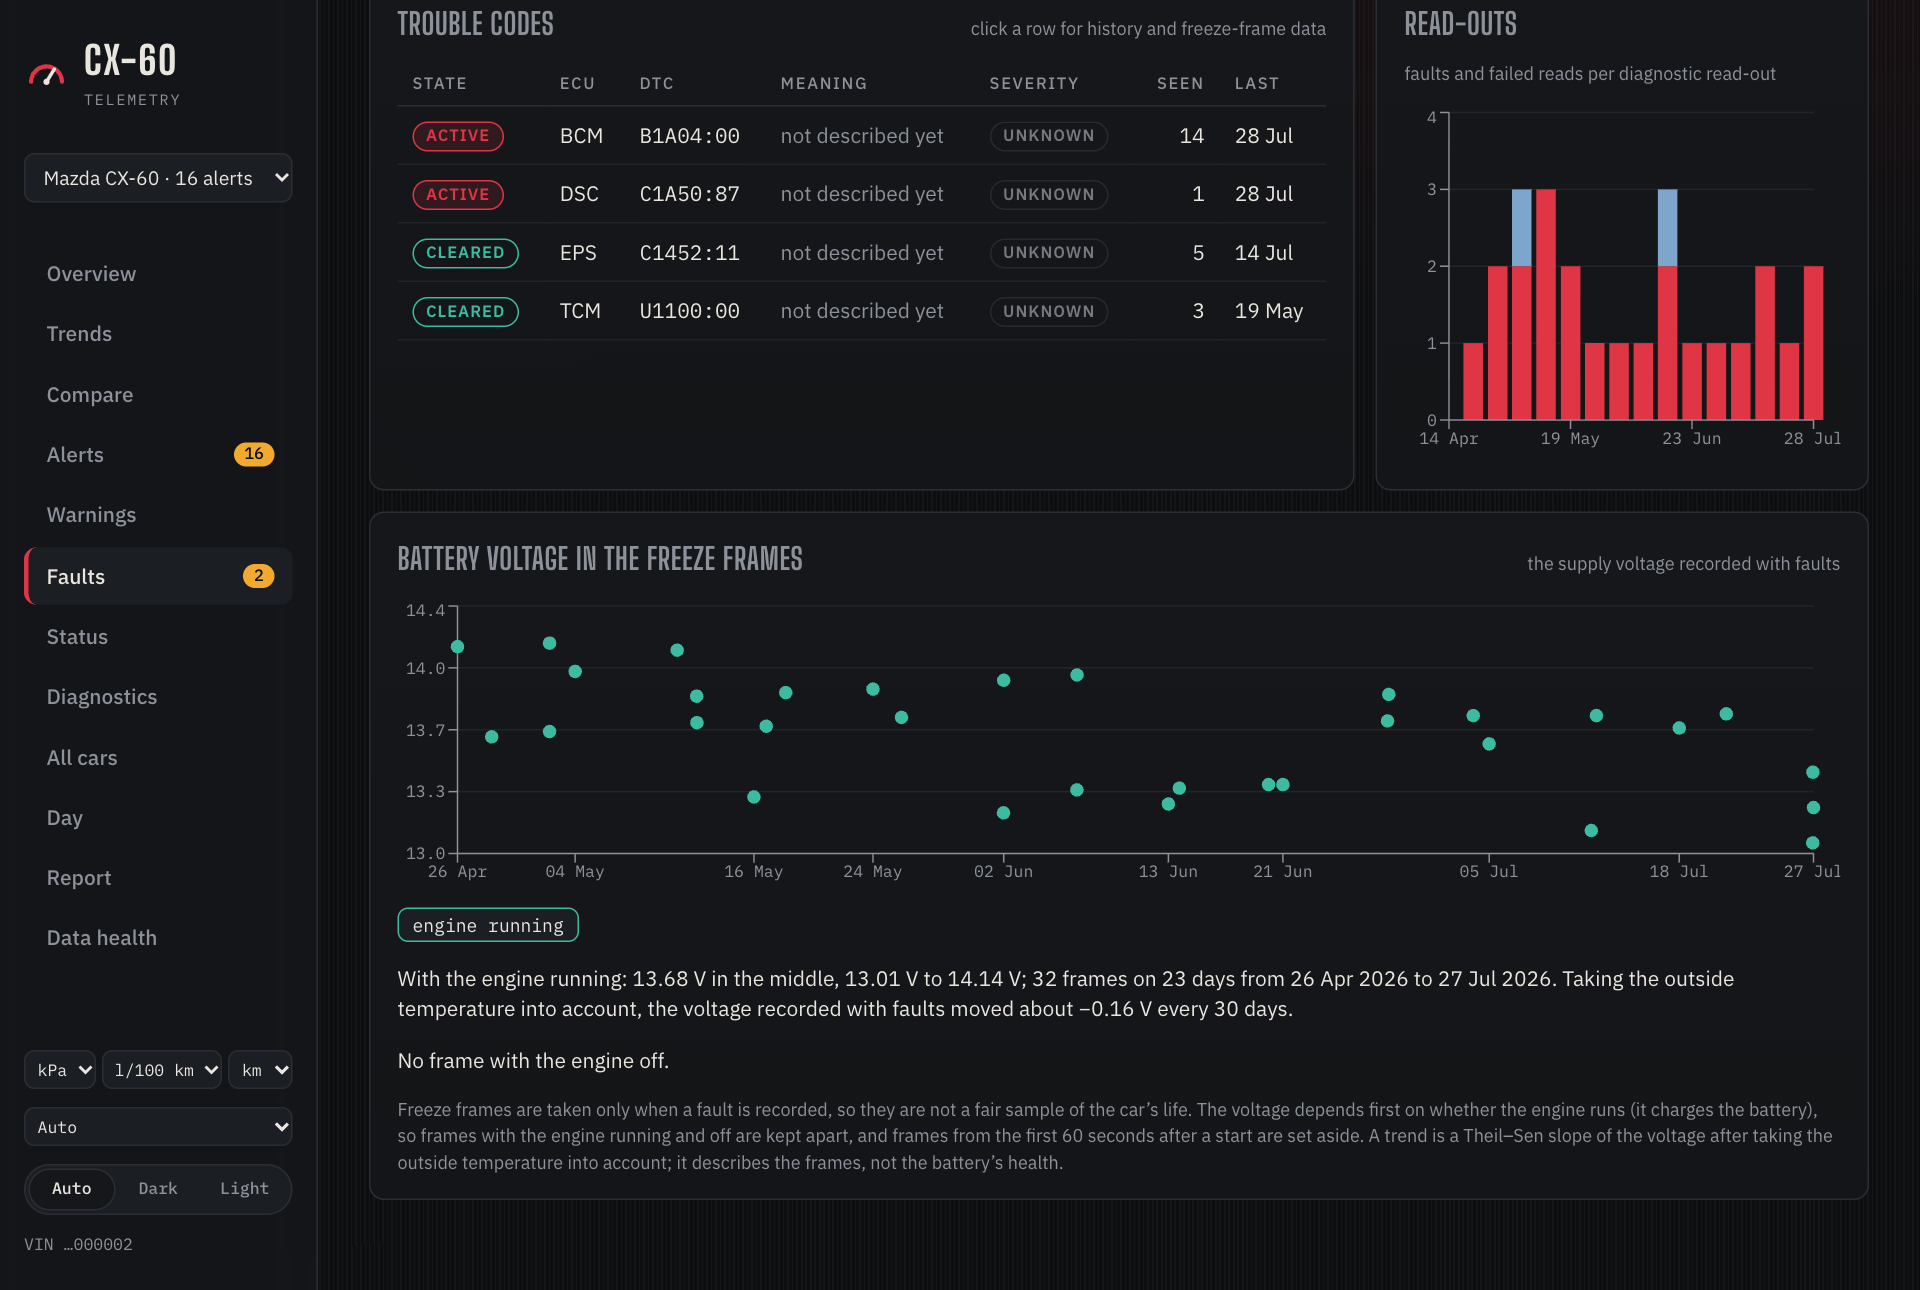 CX-60
TELEMETRY
Mazda CX-60 · 16 alerts
Overview
Trends
Compare
Alerts 16
Warnings
Faults 2
Status
Diagnostics
All cars
Day
Report
Data health
kPa l/100 km km
Auto
Auto Dark Light
VIN …000002
TROUBLE CODES
click a row for history and freeze-frame data
STATE ECU DTC MEANING SEVERITY SEEN LAST
ACTIVE BCM B1A04:00 not described yet UNKNOWN 14 28 Jul
ACTIVE DSC C1A50:87 not described yet UNKNOWN 1 28 Jul
CLEARED EPS C1452:11 not described yet UNKNOWN 5 14 Jul
CLEARED TCM U1100:00 not described yet UNKNOWN 3 19 May
READ-OUTS
faults and failed reads per diagnostic read-out
4
3
2
1
0
14 Apr 19 May 23 Jun 28 Jul
BATTERY VOLTAGE IN THE FREEZE FRAMES
the supply voltage recorded with faults
14.4
14.0
13.7
13.3
13.0
26 Apr 04 May 16 May 24 May 02 Jun 13 Jun 21 Jun 05 Jul 18 Jul 27 Jul
engine running
With the engine running: 13.68 V in the middle, 13.01 V to 14.14 V; 32 frames on 23 days from 26 Apr 2026 to 27 Jul 2026. Taking the outside
temperature into account, the voltage recorded with faults moved about −0.16 V every 30 days.
No frame with the engine off.
Freeze frames are taken only when a fault is recorded, so they are not a fair sample of the car’s life. The voltage depends first on whether the engine runs (it charges the battery),
so frames with the engine running and off are kept apart, and frames from the first 60 seconds after a start are set aside. A trend is a Theil–Sen slope of the voltage after taking the
outside temperature into account; it describes the frames, not the battery’s health.